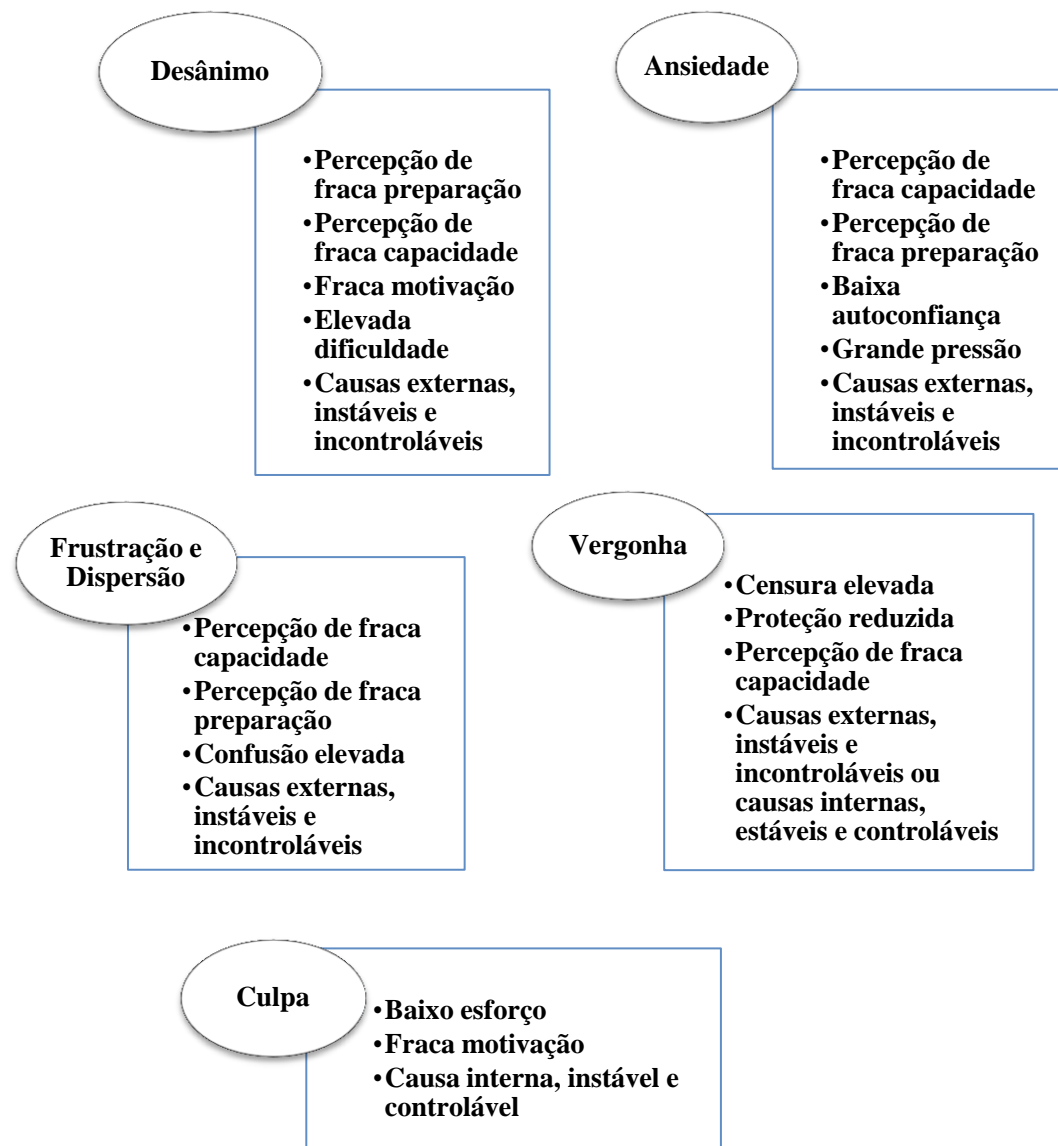 Desânimo
•Percepção de
fraca preparação
•Percepção de
fraca capacidade
•Fraca motivação
•Elevada
dificuldade
•Causas externas,
instáveis e
incontroláveis
Ansiedade
•Percepção de
fraca capacidade
•Percepção de
fraca preparação
•Baixa
autoconfiança
•Grande pressão
•Causas externas,
instáveis e
incontroláveis
Frustração e
Dispersão
•Percepção de fraca
capacidade
•Percepção de fraca
preparação
•Confusão elevada
•Causas externas,
instáveis e
incontroláveis
Vergonha
•Censura elevada
•Proteção reduzida
•Percepção de fraca
capacidade
•Causas externas,
instáveis e
incontroláveis ou
causas internas,
estáveis e controláveis
Culpa
•Baixo esforço
•Fraca motivação
•Causa interna, instável e
controlável